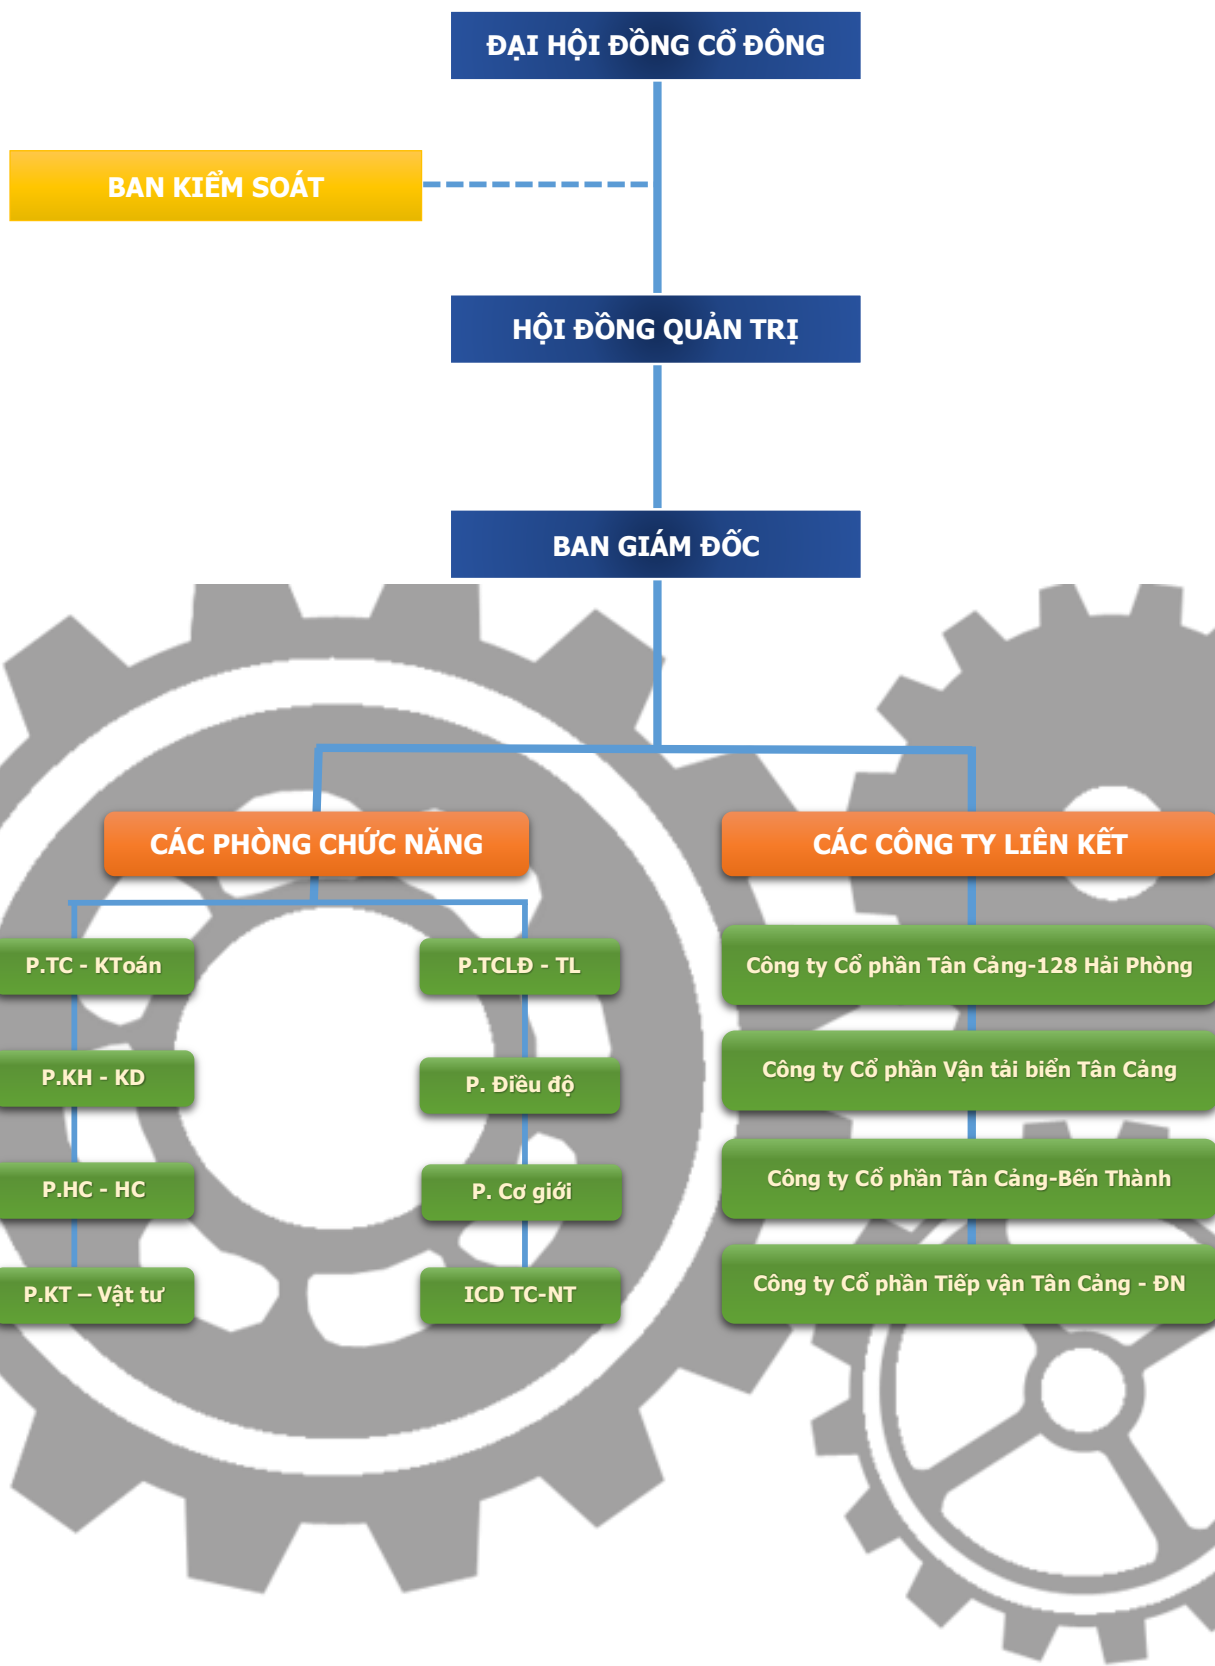 ĐẠI HỘI ĐỒNG CỔ ĐÔNG
BAN KIỂM SOÁT
HỘI ĐỒNG QUẢN TRỊ
BAN GIÁM ĐỐC
CÁC PHÒNG CHỨC NĂNG
CÁC CÔNG TY LIÊN KẾT
P.TC - KToán
P.TCLĐ - TL
Công ty Cổ phần Tân Cảng-128 Hải Phòng
P.KH - KD
P. Điều độ
Công ty Cổ phần Vận tải biển Tân Cảng
P.HC - HC
P. Cơ giới
Công ty Cổ phần Tân Cảng-Bến Thành
P.KT – Vật tư
ICD TC-NT
Công ty Cổ phần Tiếp vận Tân Cảng - ĐN